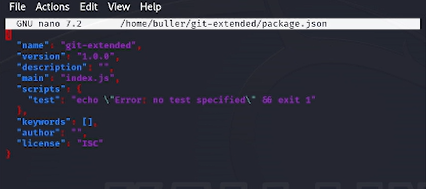 File Actions Edit View Help
GNU nano 7.2 /home/buller/git-extended/package.json
{
"name": "git-extended",
"version": "1.0.0",
"description": "",
"main": "index.js",
"scripts": {
"test": "echo \"Error: no test specified\" && exit 1"
},
"keywords": [],
"author": "",
"license": "ISC"
}